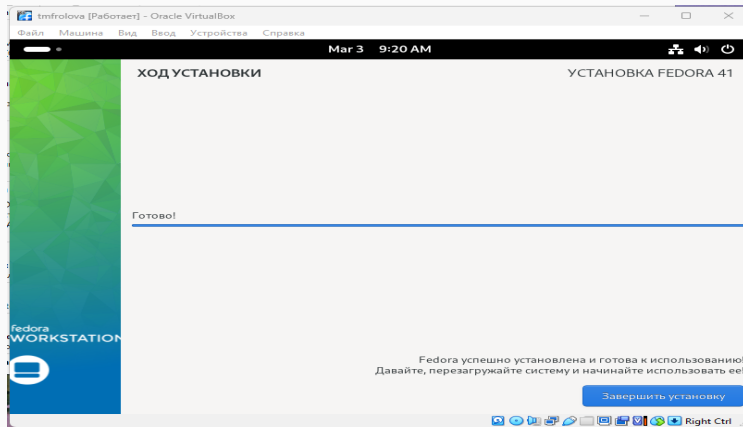 tmfrolova [Работает] - Oracle VirtualBox
Файл Машина Вид Ввод Устройства Справка
Mar 3 9:20 AM
ХОД УСТАНОВКИ
УСТАНОВКА FEDORA 41
Готово!
fedora
WORKSTATION
Fedora успешно установлена и готова к использованию!
Давайте, перезагружайте систему и начинайте использовать ее!
Завершить установку
Right Ctrl